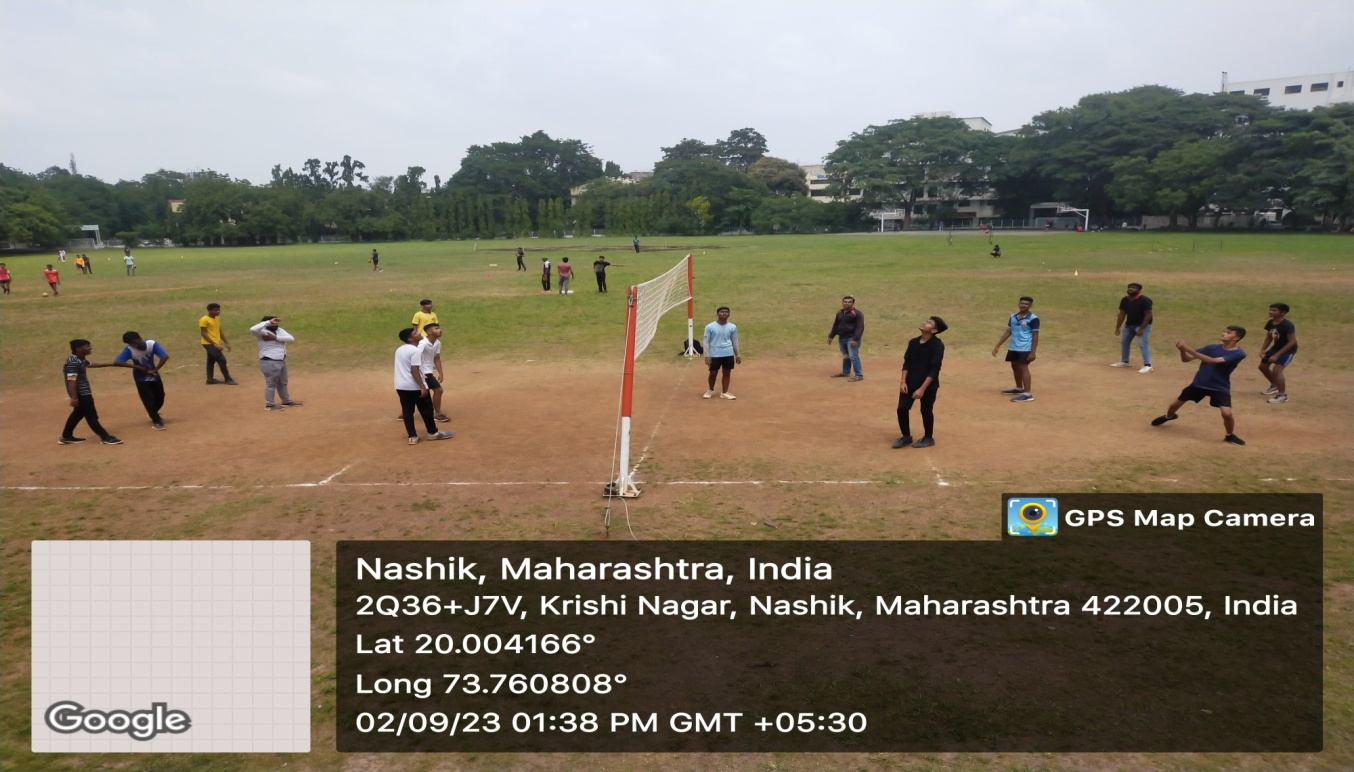 GPS Map Camera
Nashik, Maharashtra, India
2Q36+J7V, Krishi Nagar, Nashik, Maharashtra 422005, India
Lat 20.004166°
Long 73.760808°
02/09/23 01:38 PM GMT +05:30
Google